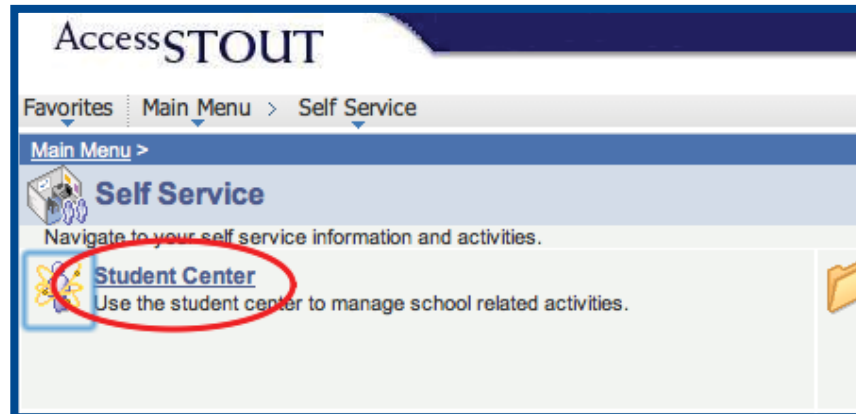 AccessSTOUT
Favorites Main Menu > Self Service
Main Menu >
Self Service
Navigate to your self service information and activities.
Student Center
Use the student center to manage school related activities.